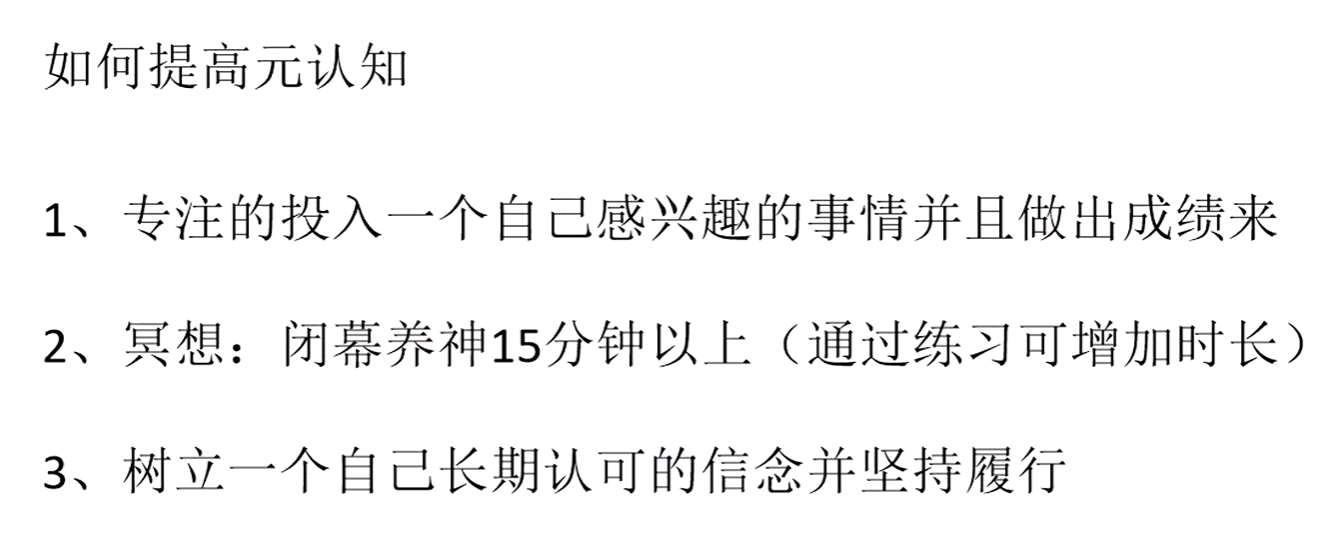 如何提高元认知
1、专注的投入一个自己感兴趣的事情并且做出成绩来
2、冥想：闭幕养神15分钟以上（通过练习可增加时长）
3、树立一个自己长期认可的信念并坚持履行